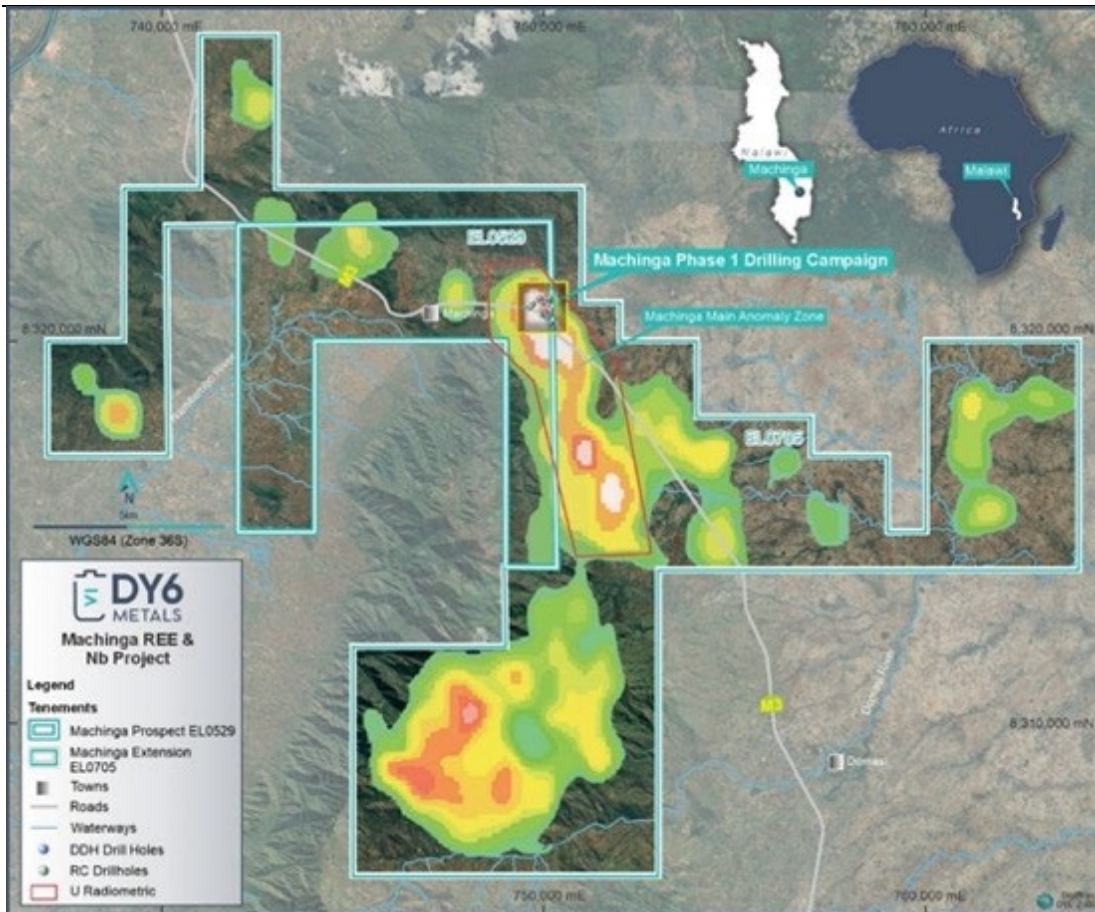 740,000 mE
750,000 mE
760,000 mE
Africa
Malawi
Machinga
Malawi
EL0529
Machinga Phase 1 Drilling Campaign
M3
Machinga
8,320,000 mN
Machinga Main Anomaly Zone
8,320,000 mN
EL0705
N
5km
WGS84 (Zone 36S)
DY6
METALS
Machinga REE &
Nb Project
Legend
Tenements
Machinga Prospect EL0529
Machinga Extension
EL0705
Towns
Roads
Waterways
DDH Drill Holes
RC Drillholes
U Radiometric
M3
8,310,000 mN
Domasi
750,000 mE
760,000 mE